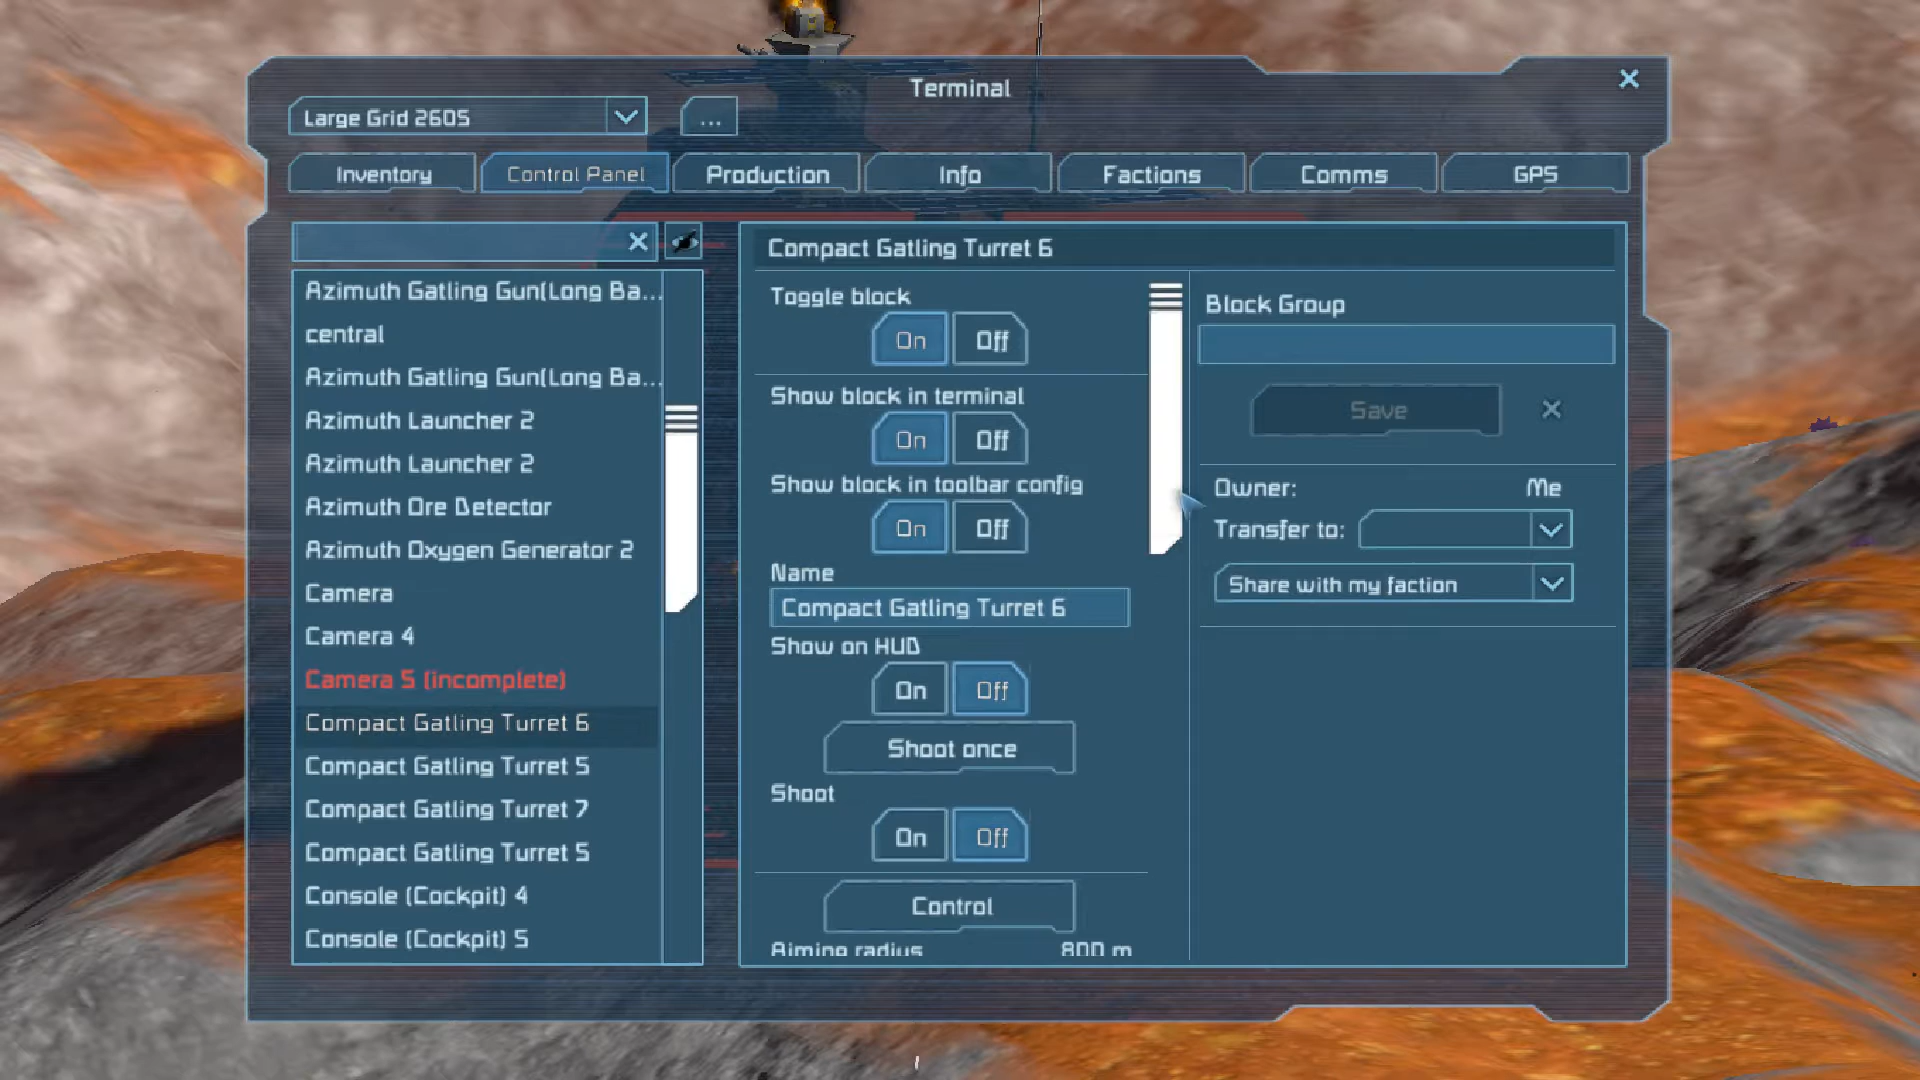 Terminal
Large Grid 2605
...
Inventory
Control Panel
Production
Info
Factions
Comms
GPS
Azimuth Gatling Gun(Long Ba...
central
Azimuth Gatling Gun(Long Ba...
Azimuth Launcher 2
Azimuth Launcher 2
Azimuth Ore Detector
Azimuth Oxygen Generator 2
Camera
Camera 4
Camera 5 (incomplete)
Compact Gatling Turret 6
Compact Gatling Turret 5
Compact Gatling Turret 7
Compact Gatling Turret 5
Console (Cockpit) 4
Console (Cockpit) 5
Compact Gatling Turret 6
Toggle block
On Off
Show block in terminal
On Off
Show block in toolbar config
On Off
Name
Compact Gatling Turret 6
Show on HUD
On Off
Shoot once
Shoot
On Off
Control
Aiming radius 800 m
Block Group
Save
Owner: Me
Transfer to:
Share with my faction